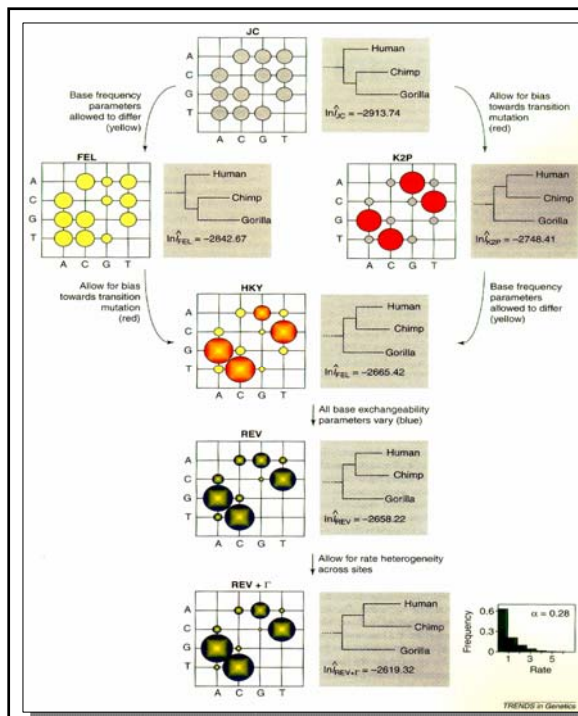 JC
A
C
G
T
Human
Chimp
Gorilla
lnl̂JC = −2913.74
Base frequency
parameters
allowed to differ
(yellow)
Allow for bias
towards transition
mutation
(red)
FEL
A
C
G
T
A C G T
Human
Chimp
Gorilla
lnl̂FEL = −2842.67
K2P
A
C
G
T
A C G T
Human
Chimp
Gorilla
lnl̂K2P = −2748.41
Allow for bias
towards transition
mutation
(red)
Base frequency
parameters
allowed to differ
(yellow)
HKY
A
C
G
T
A C G T
Human
Chimp
Gorilla
lnl̂FEL = −2665.42
All base exchangeability
parameters vary (blue)
REV
A
C
G
T
A C G T
Human
Chimp
Gorilla
lnl̂REV = −2658.22
Allow for rate heterogeneity
across sites
REV + Γ
A
C
G
T
A C G T
Human
Chimp
Gorilla
lnl̂REV+Γ = −2619.32
Frequency
0.6
0.3
0
α = 0.28
1 3 5
Rate
TRENDS in Genetics